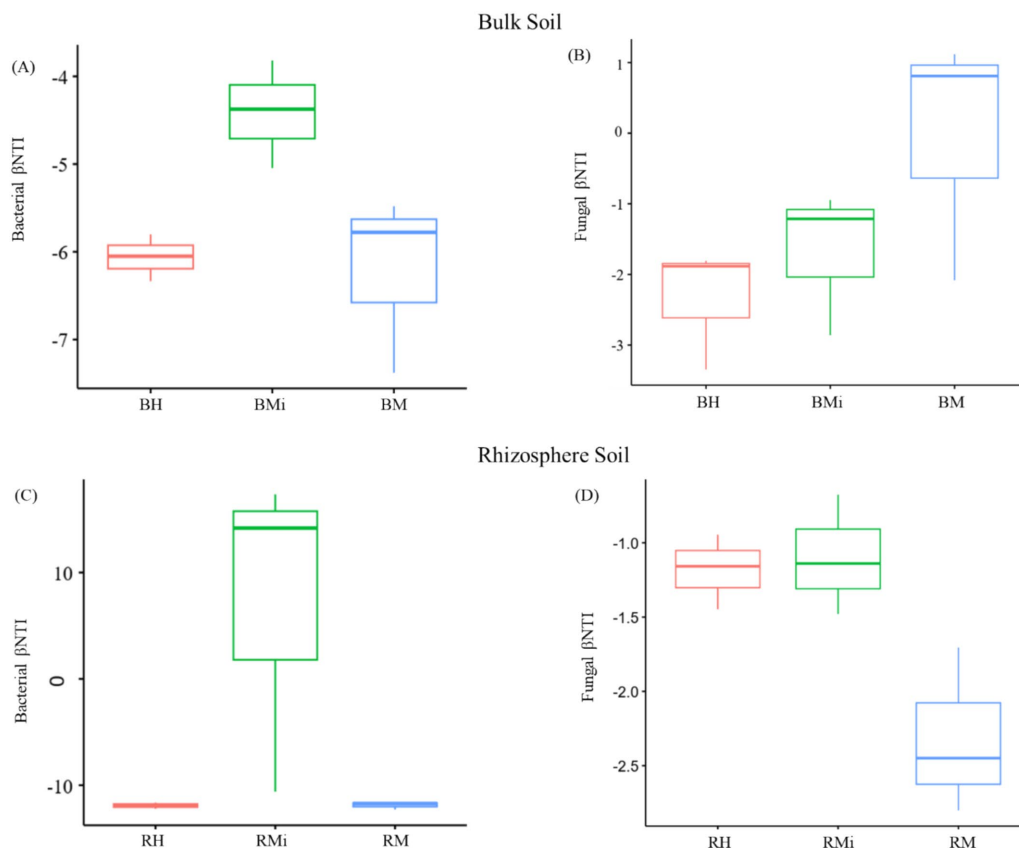 Bulk Soil
(A)
Bacterial βNTI
-4
-5
-6
-7
BH BMi BM
(B)
Fungal βNTI
1
0
-1
-2
-3
BH BMi BM
Rhizosphere Soil
(C)
Bacterial βNTI
10
0
-10
RH RMi RM
(D)
Fungal βNTI
-1.0
-1.5
-2.0
-2.5
RH RMi RM